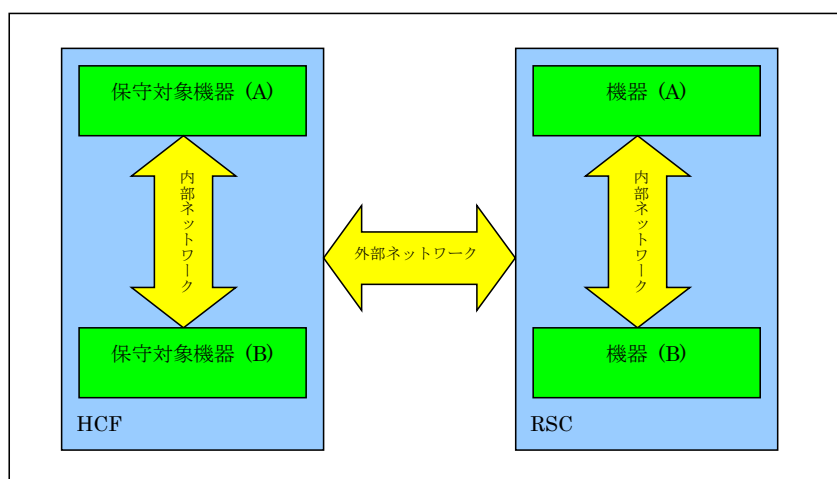 保守対象機器 (A)
内部ネットワーク
保守対象機器 (B)
HCF
外部ネットワーク
機器 (A)
内部ネットワーク
機器 (B)
RSC